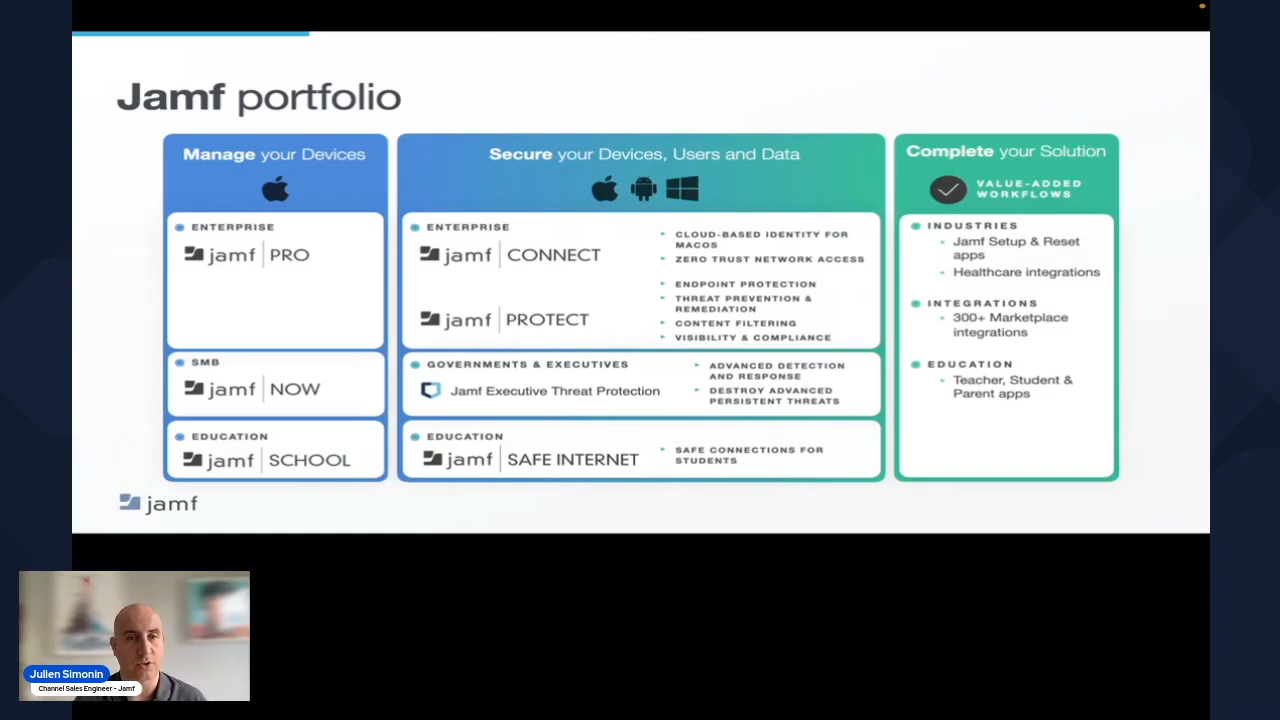 Jamf portfolio
Manage your Devices
ENTERPRISE
jamf | PRO
SMB
jamf | NOW
EDUCATION
jamf | SCHOOL
Secure your Devices, Users and Data
ENTERPRISE
jamf | CONNECT
CLOUD-BASED IDENTITY FOR
MACOS
ZERO TRUST NETWORK ACCESS
jamf | PROTECT
ENDPOINT PROTECTION
THREAT PREVENTION &
REMEDIATION
CONTENT FILTERING
VISIBILITY & COMPLIANCE
GOVERNMENTS & EXECUTIVES
Jamf Executive Threat Protection
ADVANCED DETECTION
AND RESPONSE
DESTROY ADVANCED
PERSISTENT THREATS
EDUCATION
jamf | SAFE INTERNET
SAFE CONNECTIONS FOR
STUDENTS
Complete your Solution
VALUE-ADDED
WORKFLOWS
INDUSTRIES
Jamf Setup & Reset
apps
Healthcare integrations
INTEGRATIONS
300+ Marketplace
integrations
EDUCATION
Teacher, Student &
Parent apps
jamf
Julien Simonin
Channel Sales Engineer - Jamf